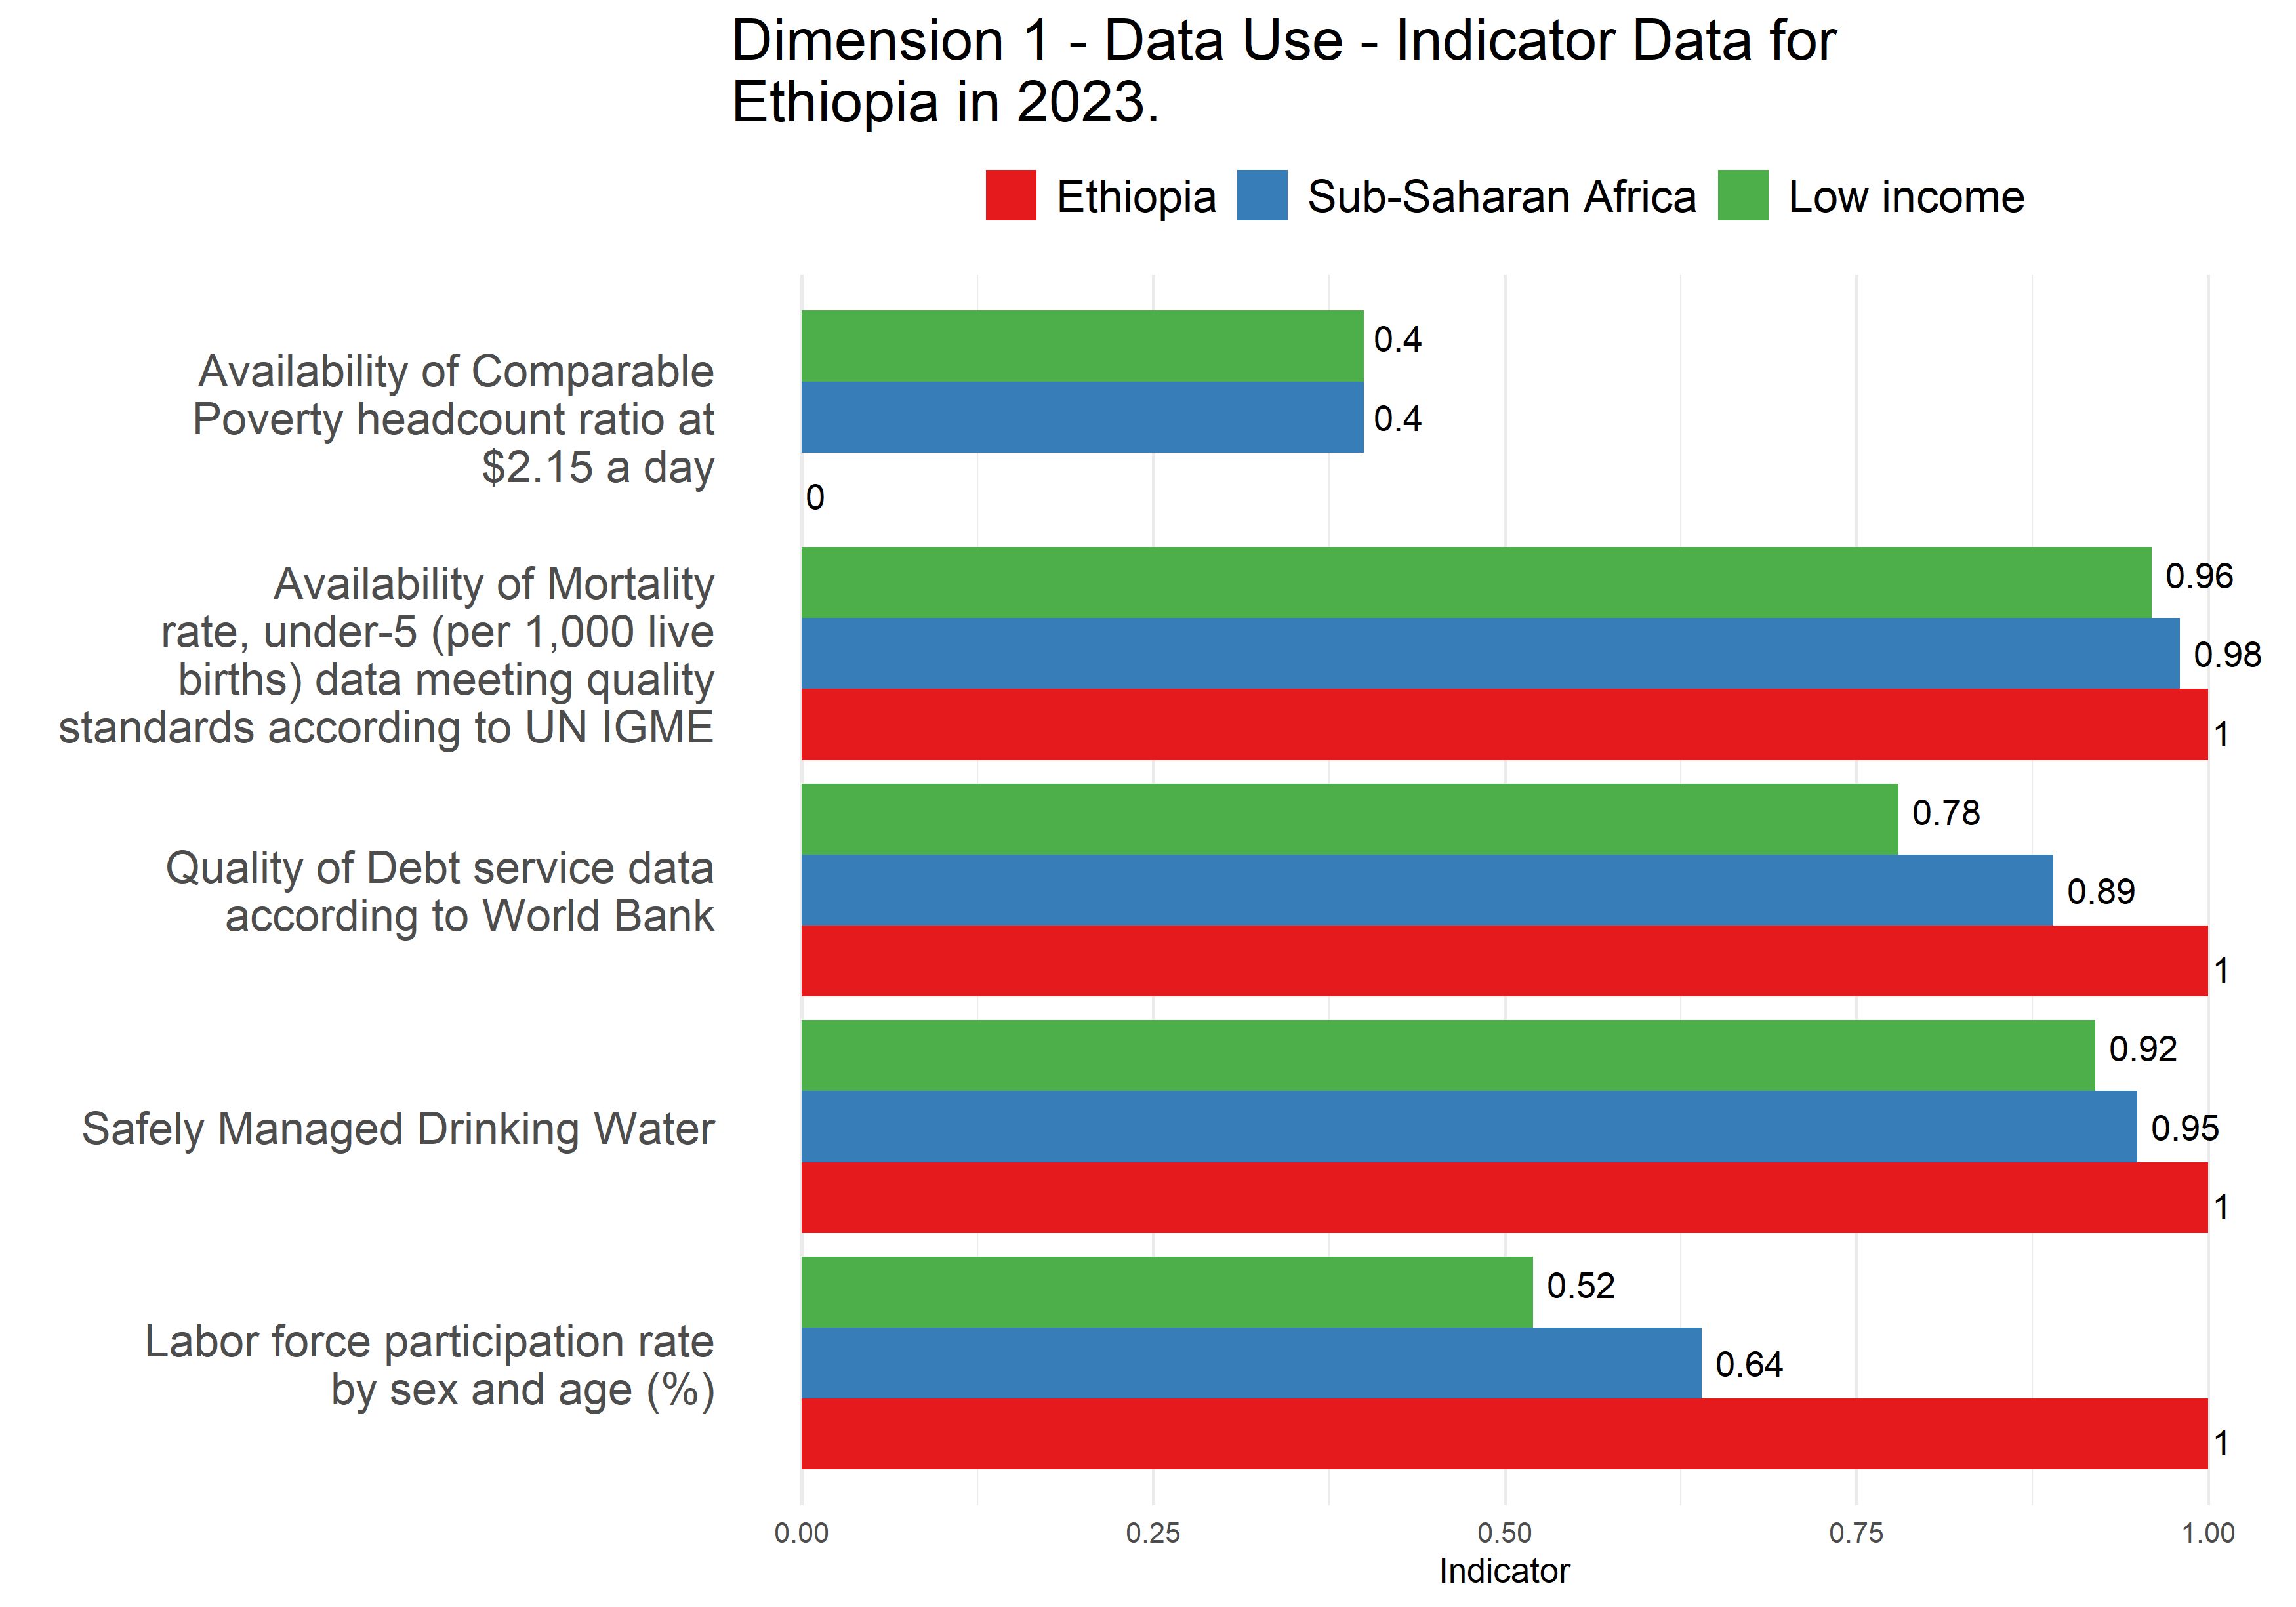 Dimension 1 - Data Use - Indicator Data for
Ethiopia in 2023.
Ethiopia Sub-Saharan Africa Low income
Availability of Comparable
Poverty headcount ratio at
$2.15 a day
0.4
0.4
0
Availability of Mortality
rate, under-5 (per 1,000 live
births) data meeting quality
standards according to UN IGME
0.96
0.98
1
Quality of Debt service data
according to World Bank
0.78
0.89
1
Safely Managed Drinking Water
0.92
0.95
1
Labor force participation rate
by sex and age (%)
0.52
0.64
1
0.00 0.25 0.50 0.75 1.00
Indicator